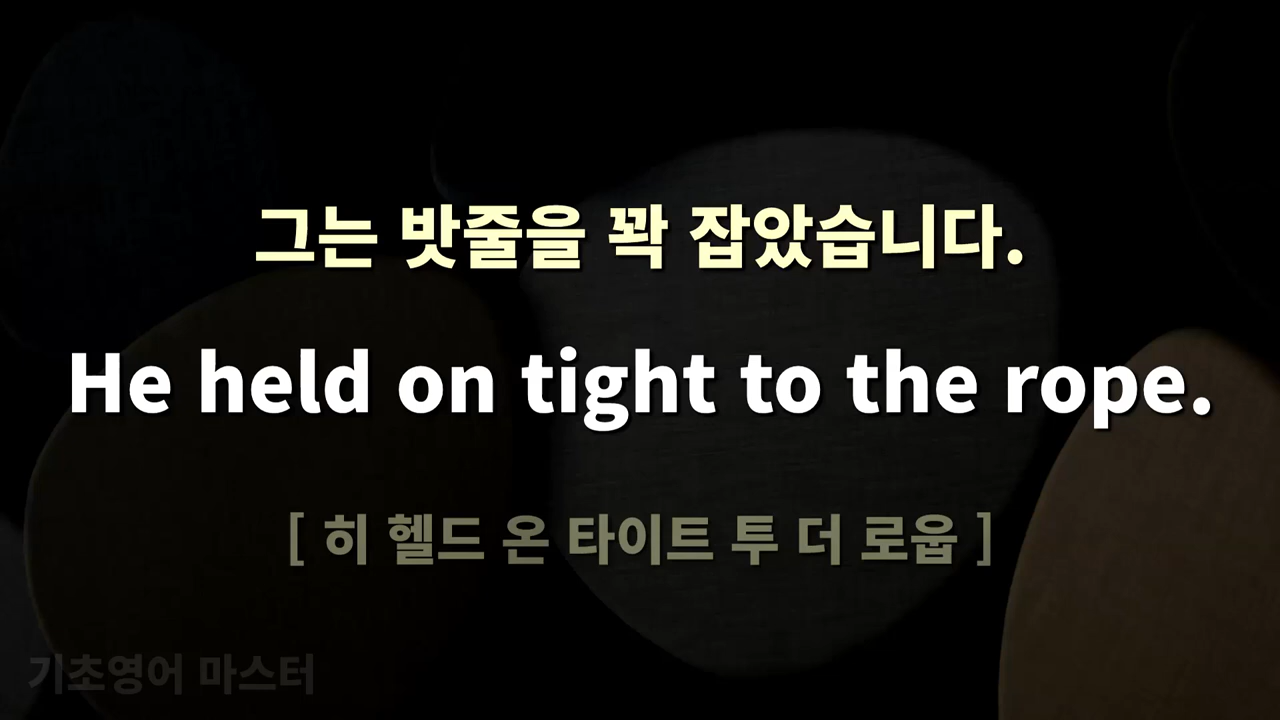 그는 밧줄을 꽉 잡았습니다.
He held on tight to the rope.
[ 히 헬드 온 타이트 투 더 로웁 ]
기초영어 마스터